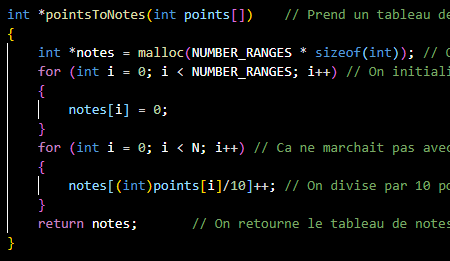 int *pointsToNotes(int points[]) // Prend un tableau de
{
int *notes = malloc(NUMBER_RANGES * sizeof(int)); //
for (int i = 0; i < NUMBER_RANGES; i++) // On initiali
{
notes[i] = 0;
}
for (int i = 0; i < N; i++) // Ca ne marchait pas avec
{
notes[(int)points[i]/10]++; // On divise par 10 po
}
return notes; // On retourne le tableau de notes
}